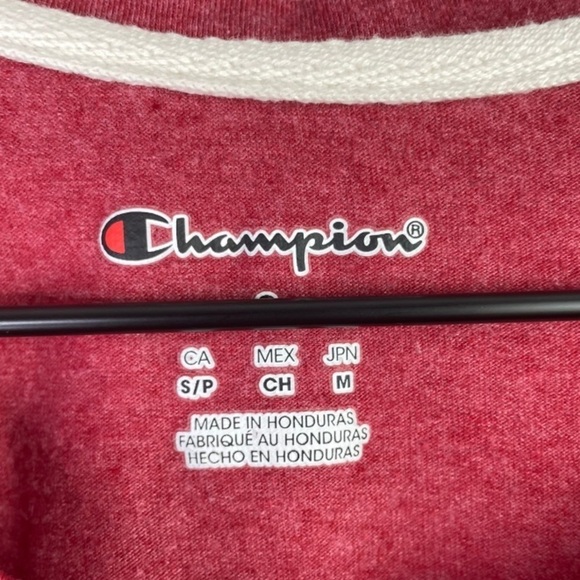 Champion®
CA MEX JPN
S/P CH M
MADE IN HONDURAS
FABRIQUÉ AU HONDURAS
HECHO EN HONDURAS